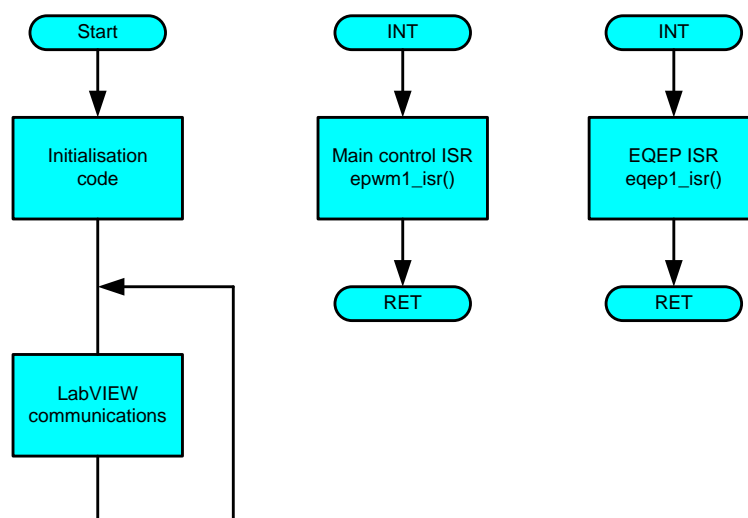 Start
Initialisation
code
LabVIEW
communications
INT
Main control ISR
epwm1_isr()
RET
INT
EQEP ISR
eqep1_isr()
RET